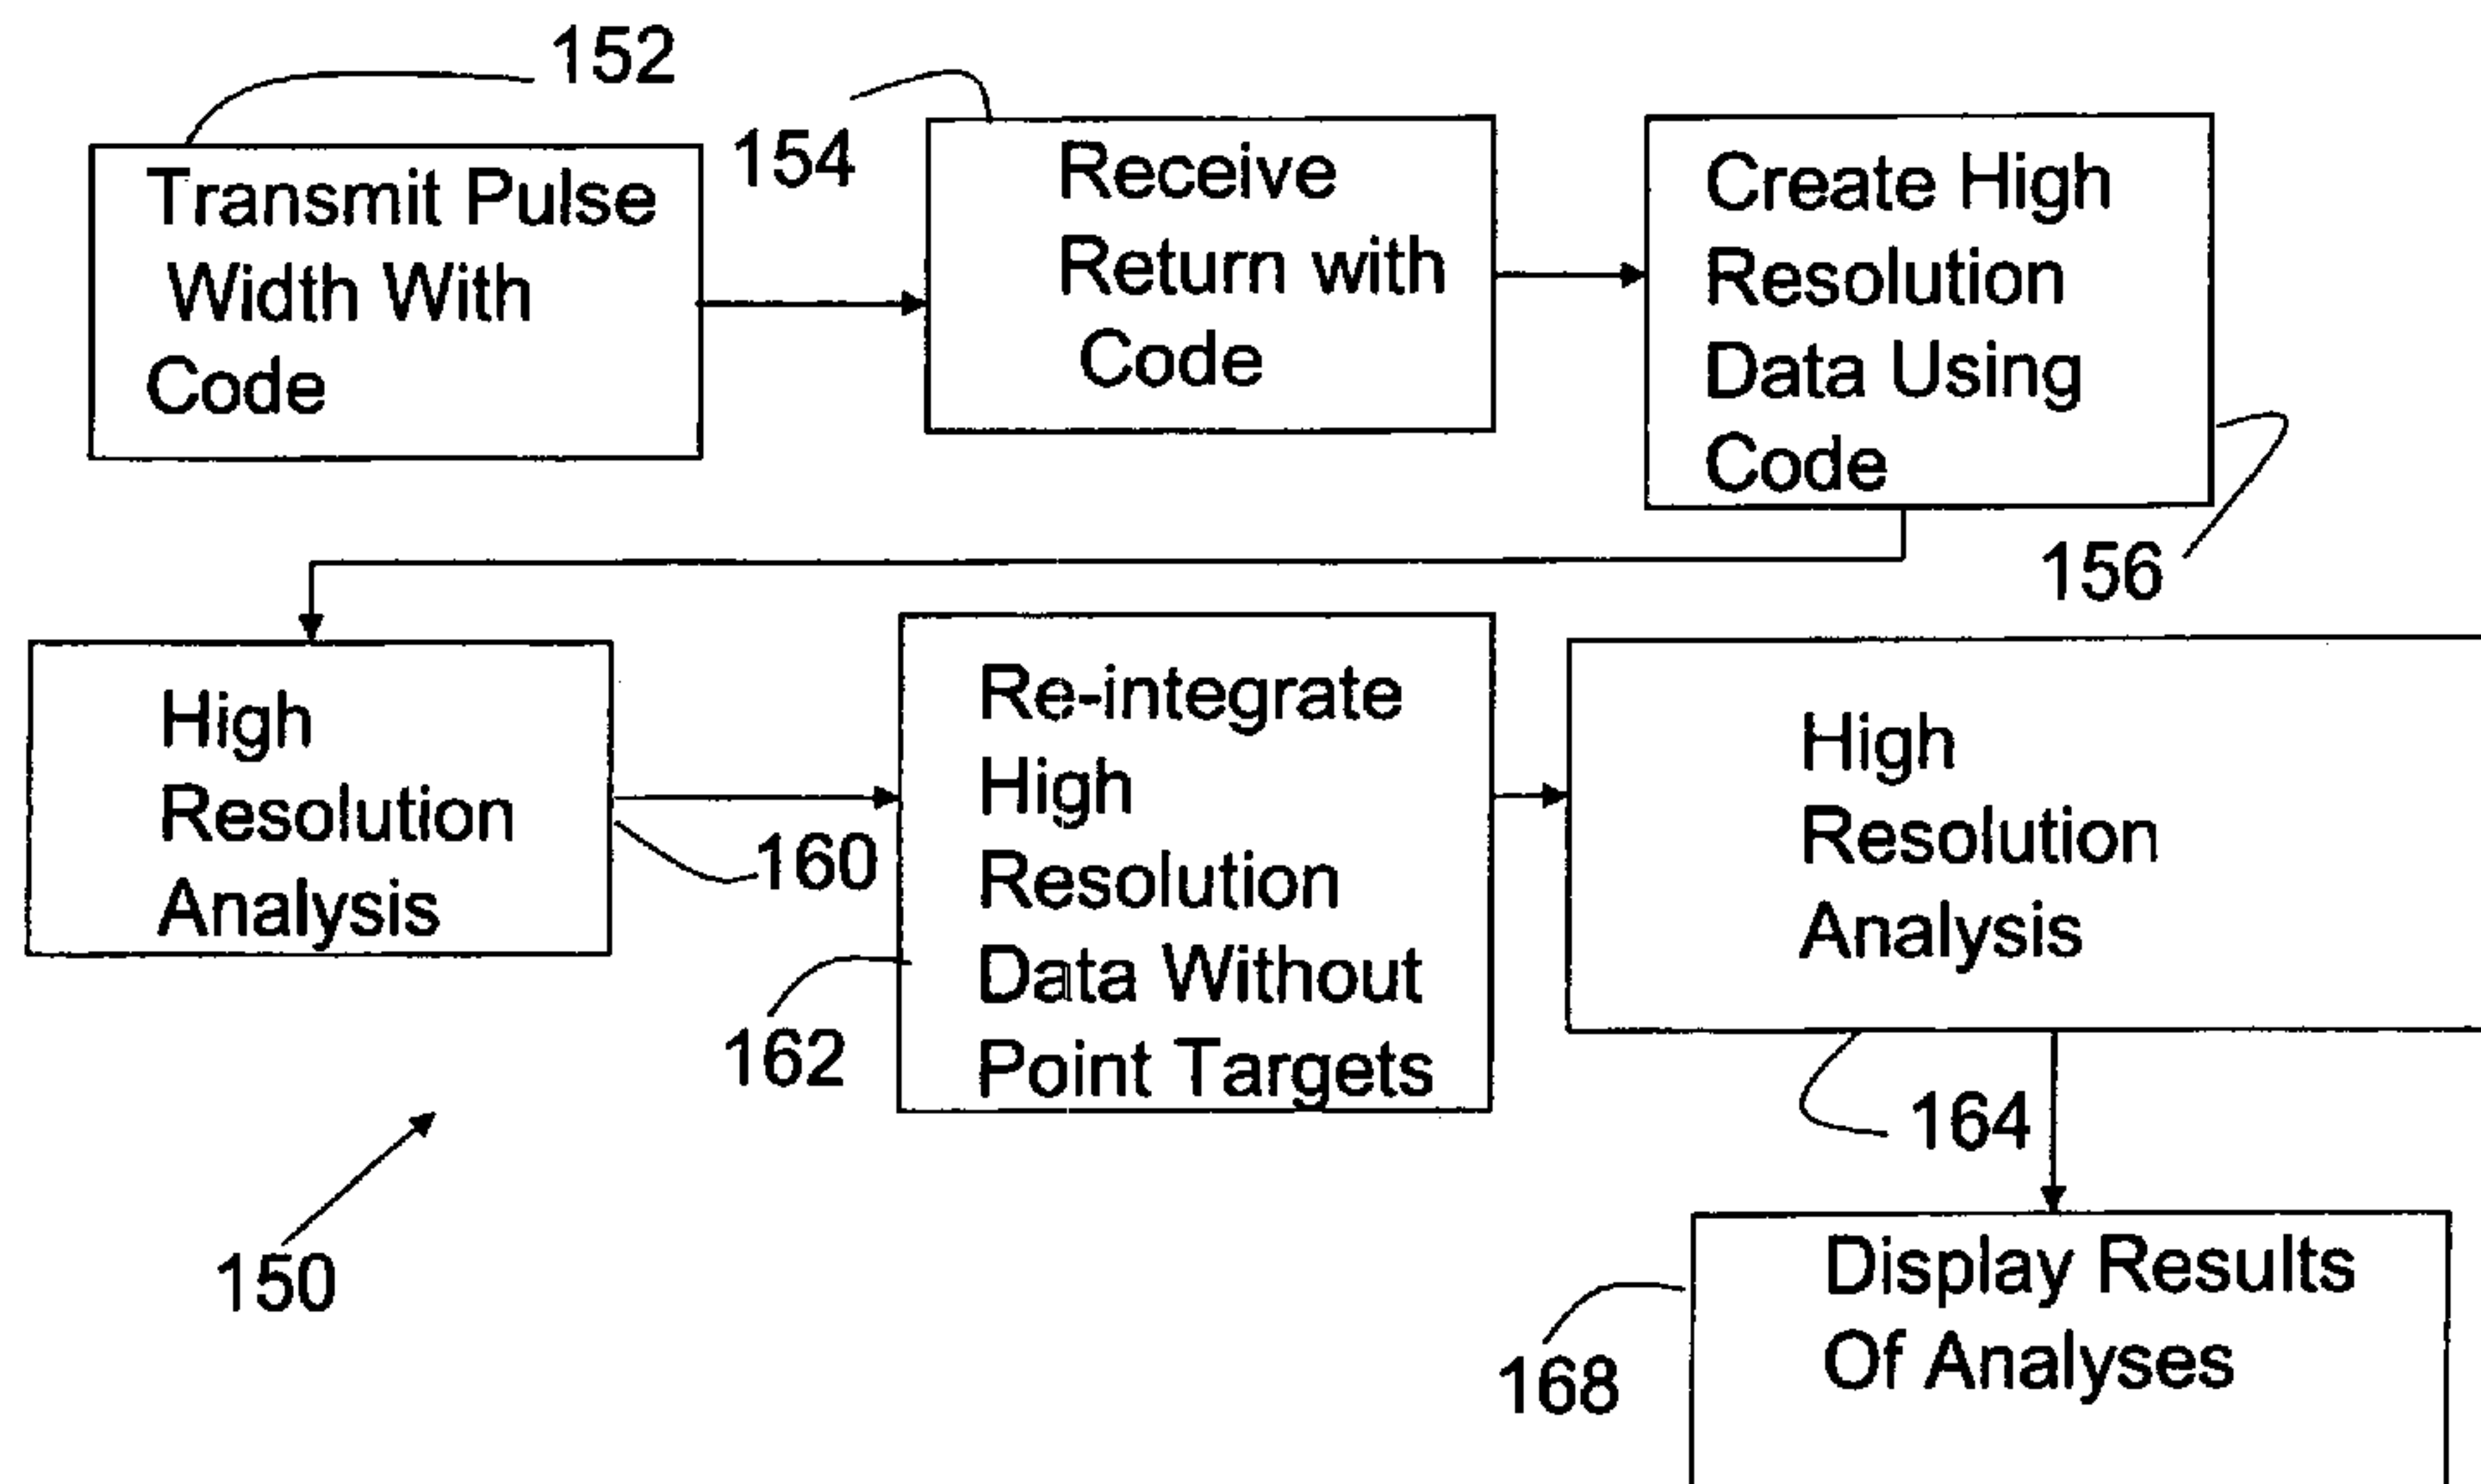 152
Transmit Pulse
Width With
Code
154
Receive
Return with
Code
Create High
Resolution
Data Using
Code
156
High
Resolution
Analysis
160
Re-integrate
High
Resolution
Data Without
Point Targets
162
High
Resolution
Analysis
164
150
Display Results
Of Analyses
168